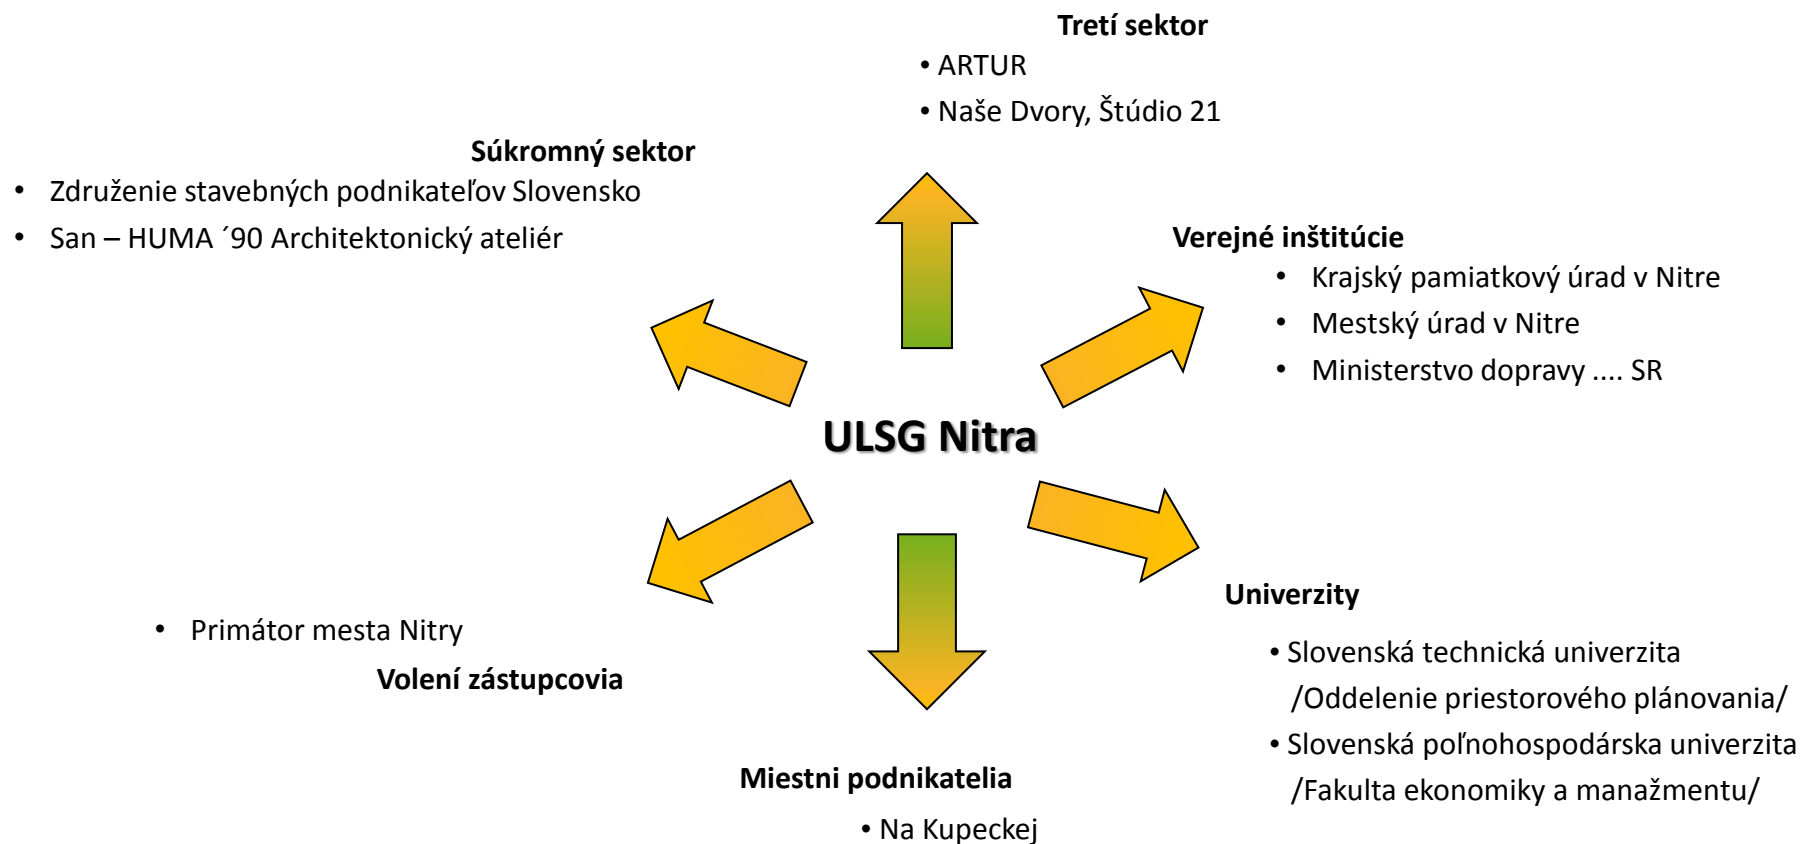 Tretí sektor
• ARTUR
• Naše Dvory, Štúdio 21
Súkromný sektor
• Združenie stavebných podnikateľov Slovensko
• San – HUMA ´90 Architektonický ateliér
Verejné inštitúcie
• Krajský pamiatkový úrad v Nitre
• Mestský úrad v Nitre
• Ministerstvo dopravy .... SR
ULSG Nitra
• Primátor mesta Nitry
Volení zástupcovia
Univerzity
• Slovenská technická univerzita
/Oddelenie priestorového plánovania/
• Slovenská poľnohospodárska univerzita
/Fakulta ekonomiky a manažmentu/
Miestni podnikatelia
• Na Kupeckej